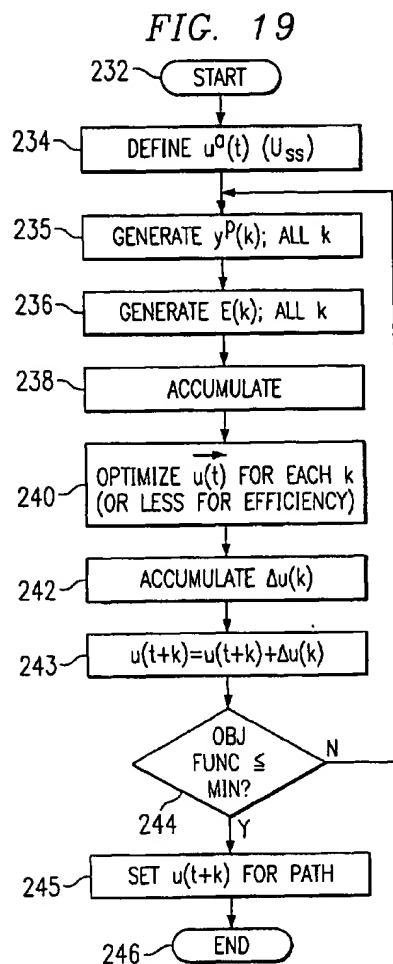 FIG. 19
232
START
234
DEFINE uᵃ(t) (U_SS)
235
GENERATE yᵖ(k); ALL k
236
GENERATE E(k); ALL k
238
ACCUMULATE
240
OPTIMIZE u(t) FOR EACH k
(OR LESS FOR EFFICIENCY)
242
ACCUMULATE Δu(k)
243
u(t+k)=u(t+k)+Δu(k)
OBJ
FUNC ≦
MIN?
N
244
Y
245
SET u(t+k) FOR PATH
246
END